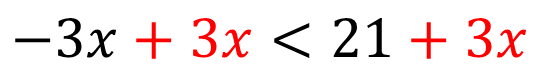 −3x + 3x < 21 + 3x